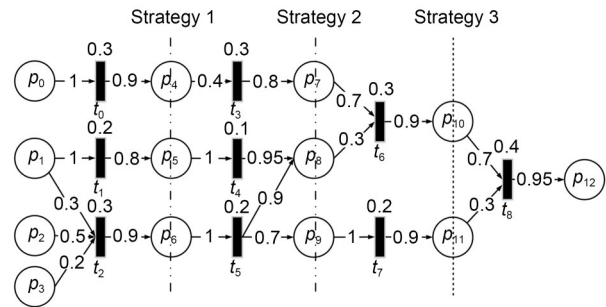 Strategy 1 Strategy 2 Strategy 3
0.3 0.3
p0 1 0.9 p4 0.4 0.8 p7 0.3
t0 t3 0.7
0.2 0.1 0.9 p10
p1 1 0.8 p5 1 0.95 p8 0.3 t6 0.7 0.4
t1 t4 0.95 p12
0.3 0.3 0.2 0.9 0.2 t8
p2 0.5 0.9 p6 1 0.7 p9 1 0.9 p11 0.3
0.2 t2 t5 t7
p3